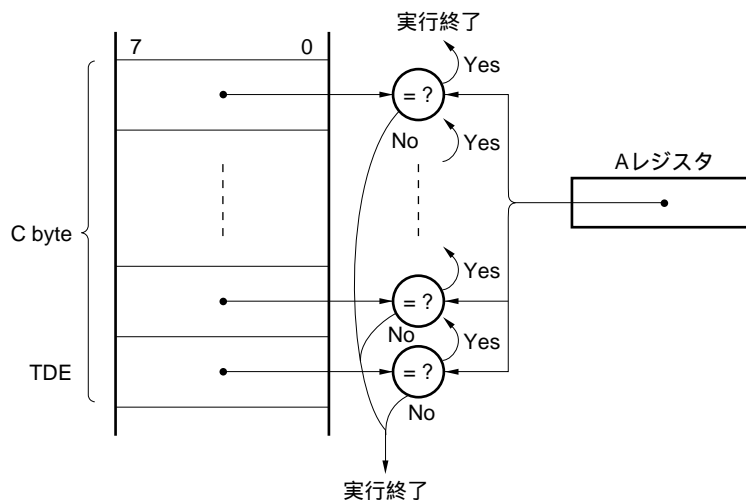 実行終了
7 0
Yes
= ?
Yes
No
Aレジスタ
C byte
Yes
= ?
No
Yes
TDE
= ?
No
実行終了